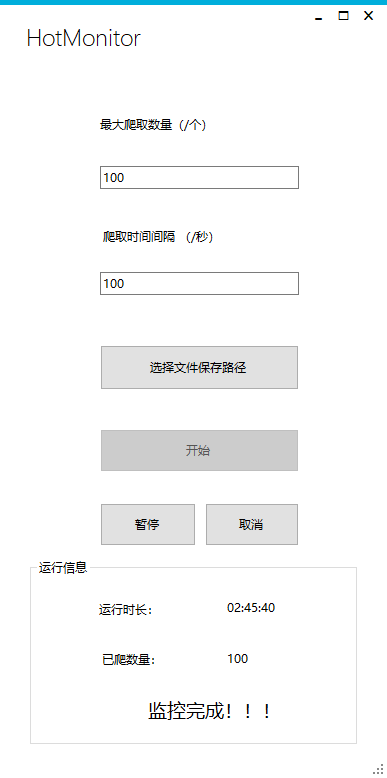 HotMonitor
最大爬取数量（/个）
100
爬取时间间隔 （/秒）
100
选择文件保存路径
开始
暂停 取消
运行信息
运行时长： 02:45:40
已爬数量： 100
监控完成！！！